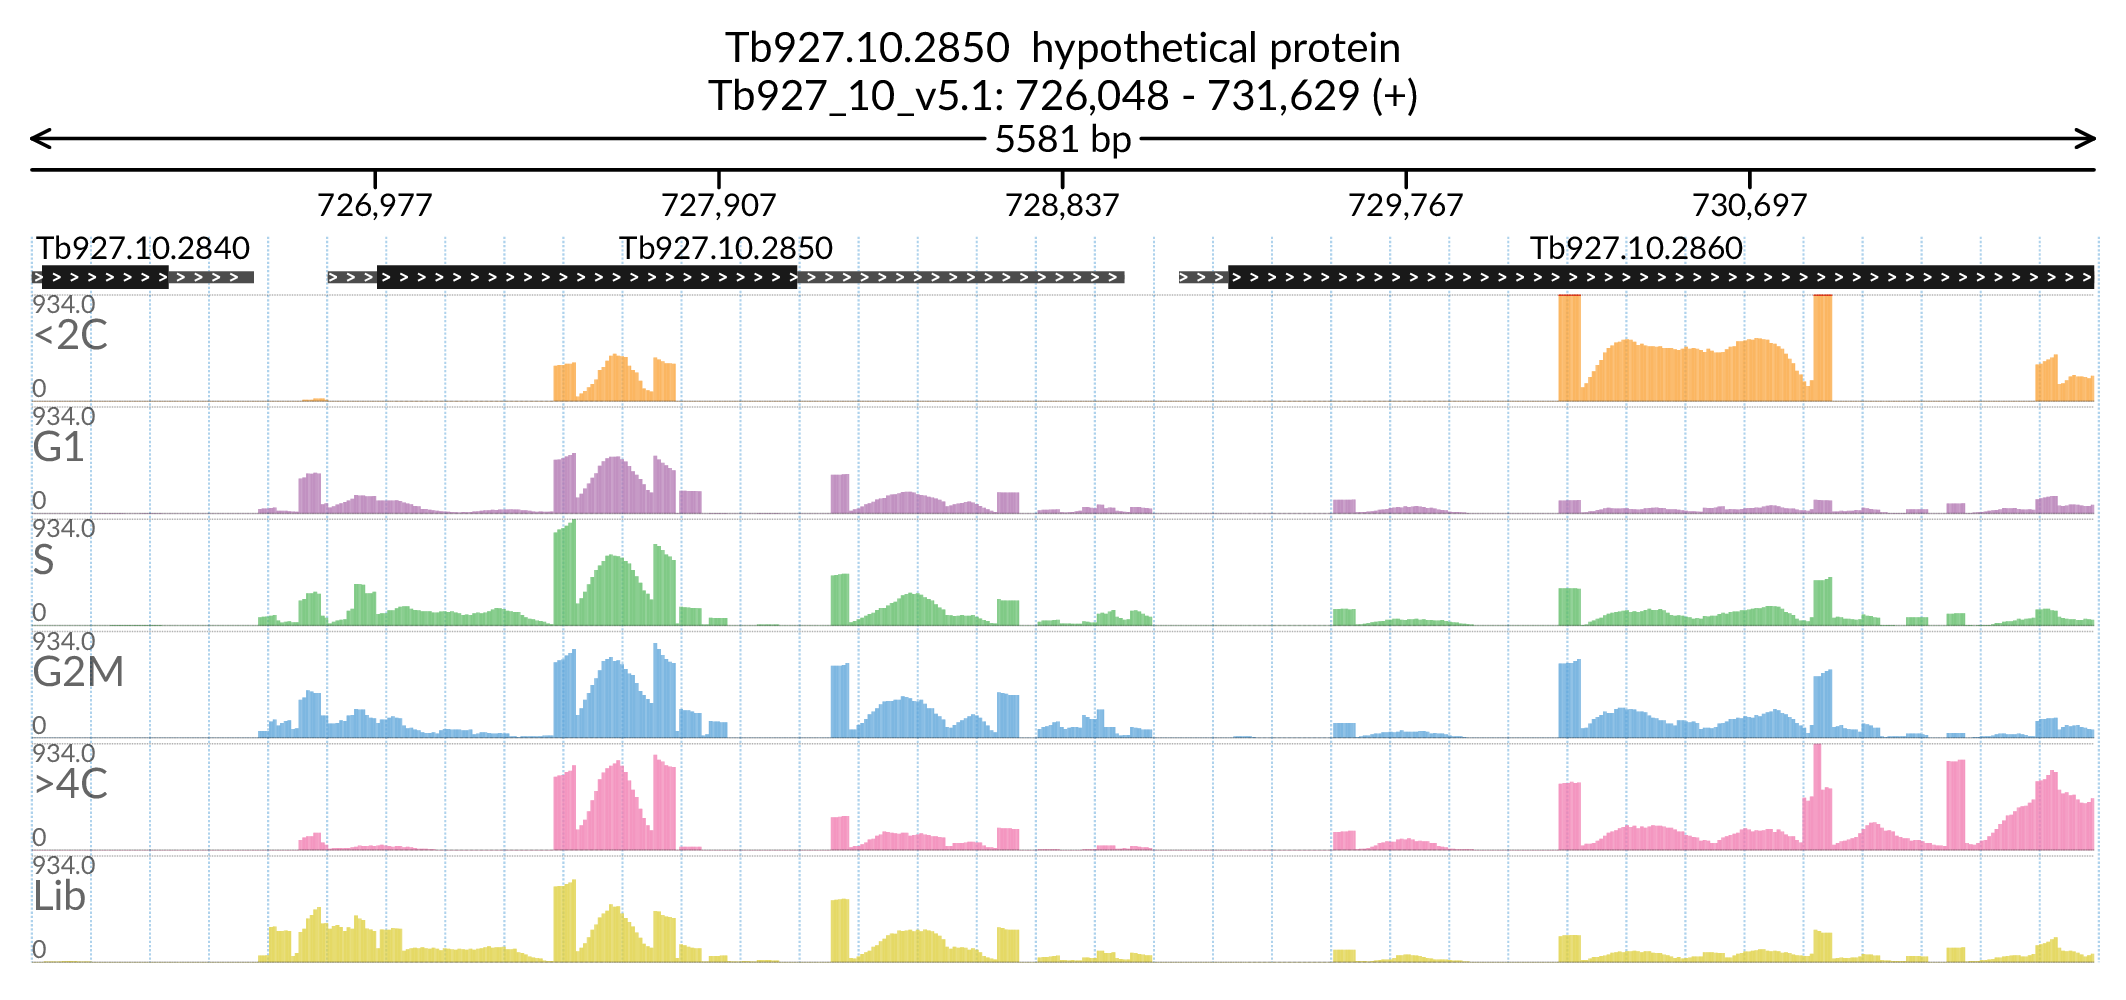 Tb927.10.2850  hypothetical protein
Tb927_10_v5.1: 726,048 - 731,629 (+)
5581 bp
726,977 727,907 728,837 729,767 730,697
Tb927.10.2840 Tb927.10.2850 Tb927.10.2860
934.0
<2C
0
934.0
G1
0
934.0
S
0
934.0
G2M
0
934.0
>4C
0
934.0
Lib
0